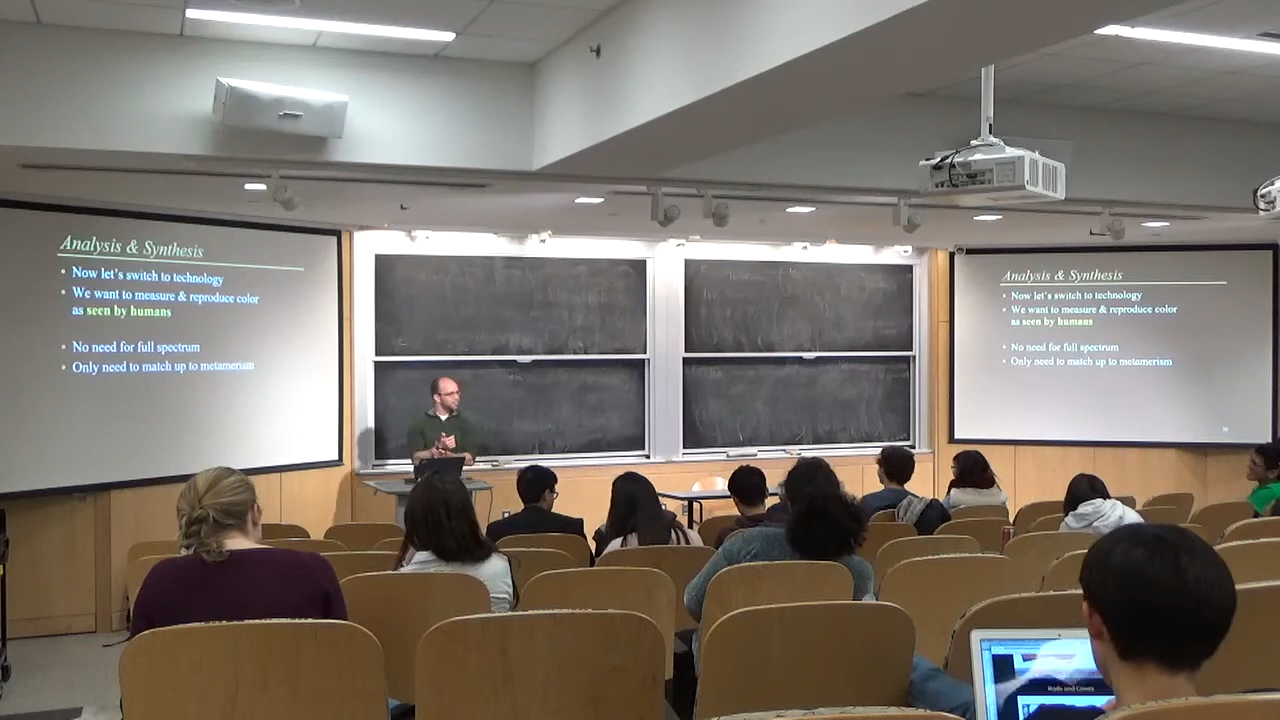 Analysis & Synthesis
• Now let's switch to technology
• We want to measure & reproduce color
as seen by humans
• No need for full spectrum
• Only need to match up to metamerism
Analysis & Synthesis
• Now let's switch to technology
• We want to measure & reproduce color
as seen by humans
• No need for full spectrum
• Only need to match up to metamerism
Rods and Cones